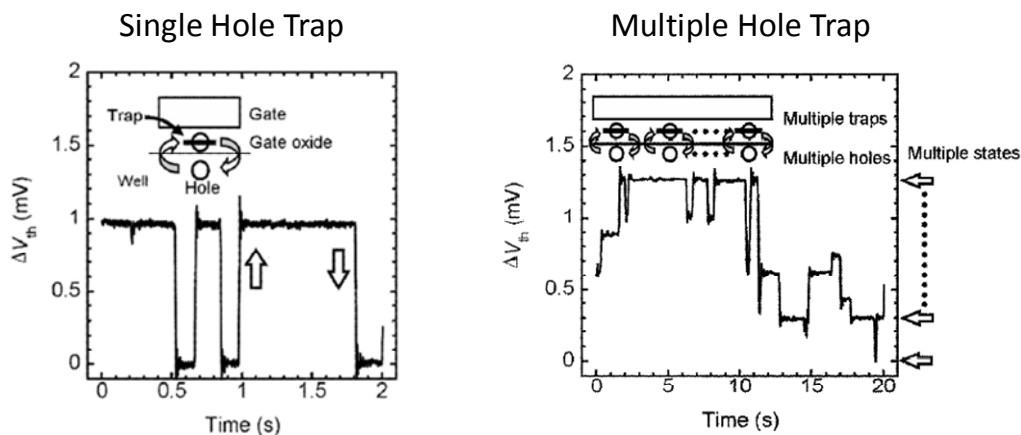 Single Hole Trap
2
1.5
1
0.5
0
ΔVth (mV)
Trap
Gate
Gate oxide
Well
Hole
0 0.5 1 1.5 2
Time (s)
Multiple Hole Trap
2
1.5
1
0.5
0
ΔVth (mV)
Multiple traps
Multiple holes
Multiple states
0 5 10 15 20
Time (s)